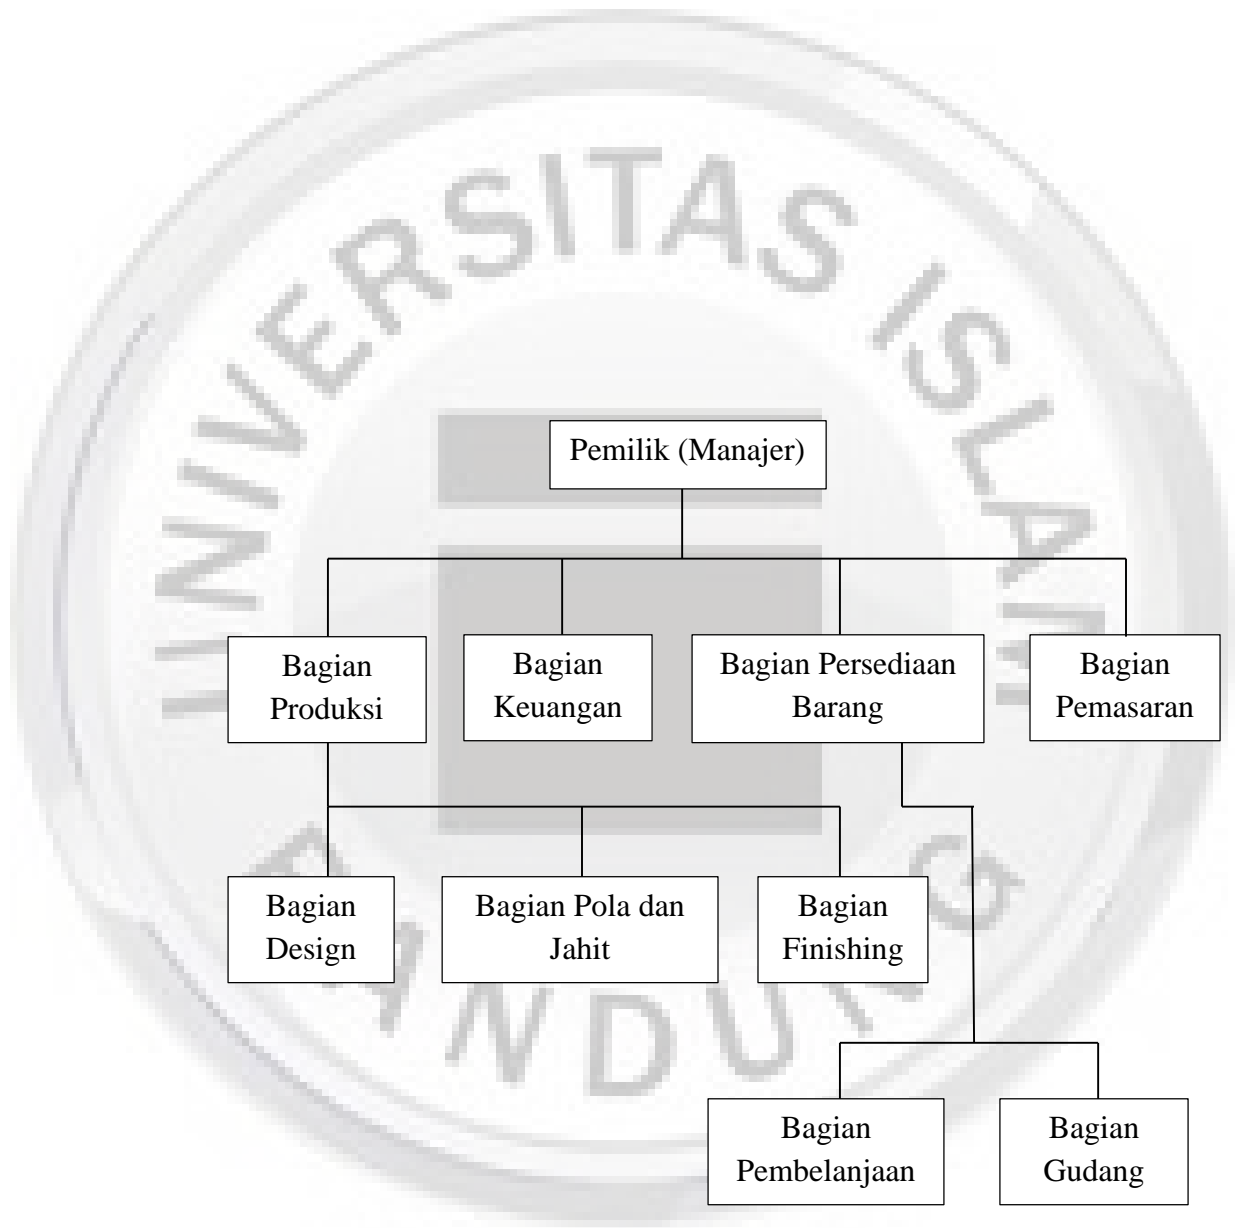 UNIVERSITAS ISLAM
Pemilik (Manajer)
Bagian
Produksi
Bagian
Keuangan
Bagian Persediaan
Barang
Bagian
Pemasaran
Bagian
Design
Bagian Pola dan
Jahit
Bagian
Finishing
BANDUNG
Bagian
Pembelanjaan
Bagian
Gudang